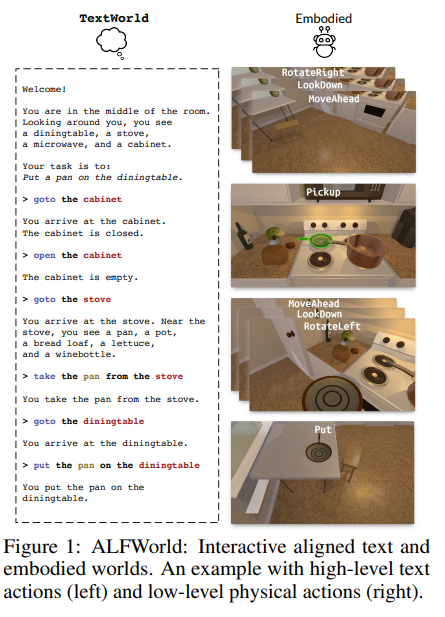 TextWorld
Embodied
Welcome!
You are in the middle of the room.
Looking around you, you see
a diningtable, a stove,
a microwave, and a cabinet.
Your task is to:
Put a pan on the diningtable.
> goto the cabinet
You arrive at the cabinet.
The cabinet is closed.
> open the cabinet
The cabinet is empty.
> goto the stove
You arrive at the stove. Near the
stove, you see a pan, a pot,
a bread loaf, a lettuce,
and a winebottle.
> take the pan from the stove
You take the pan from the stove.
> goto the diningtable
You arrive at the diningtable.
> put the pan on the diningtable
You put the pan on the
diningtable.
RotateRight
LookDown
MoveAhead
Pickup
MoveAhead
LookDown
RotateLeft
Put
Figure 1: ALFWorld: Interactive aligned text and
embodied worlds. An example with high-level text
actions (left) and low-level physical actions (right).